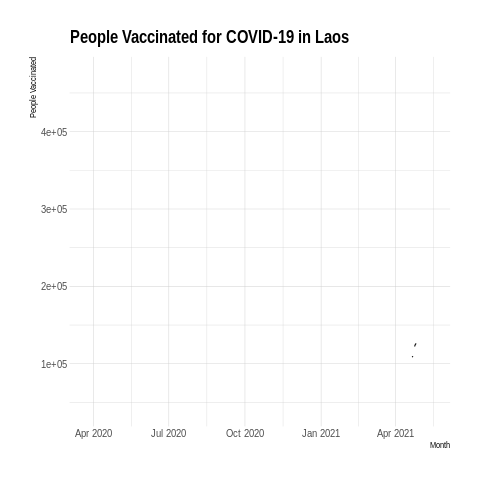 People Vaccinated for COVID-19 in Laos
People Vaccinated
4e+05
3e+05
2e+05
1e+05
Apr 2020 Jul 2020 Oct 2020 Jan 2021 Apr 2021
Month